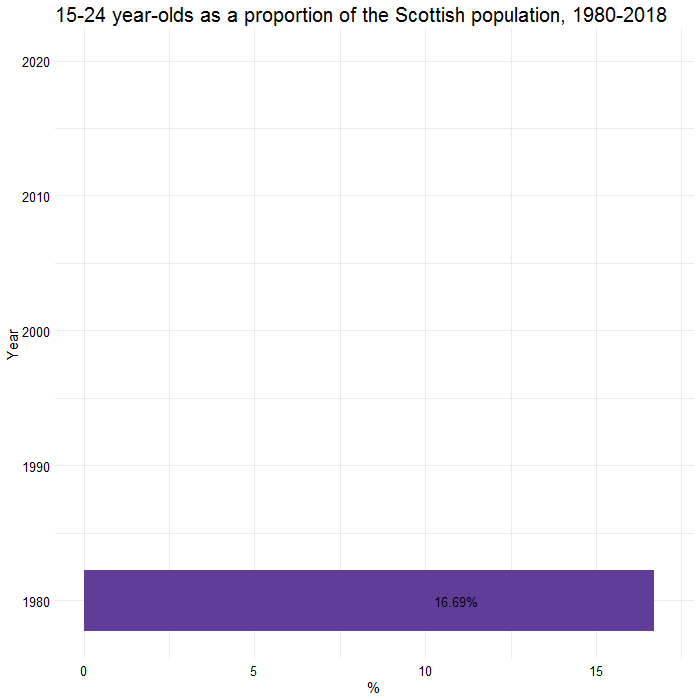 15-24 year-olds as a proportion of the Scottish population, 1980-2018
2020
2010
2000
1990
1980
Year
16.69%
0 5 10 15
%